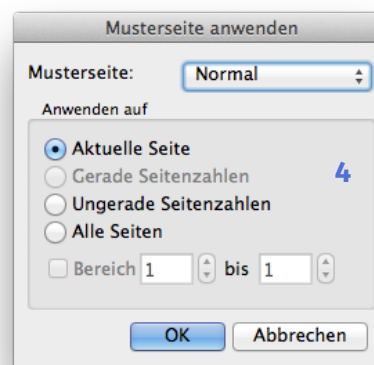 Musterseite anwenden
Musterseite: Normal
Anwenden auf
Aktuelle Seite
Gerade Seitenzahlen
4
Ungerade Seitenzahlen
Alle Seiten
Bereich 1 bis 1
OK Abbrechen